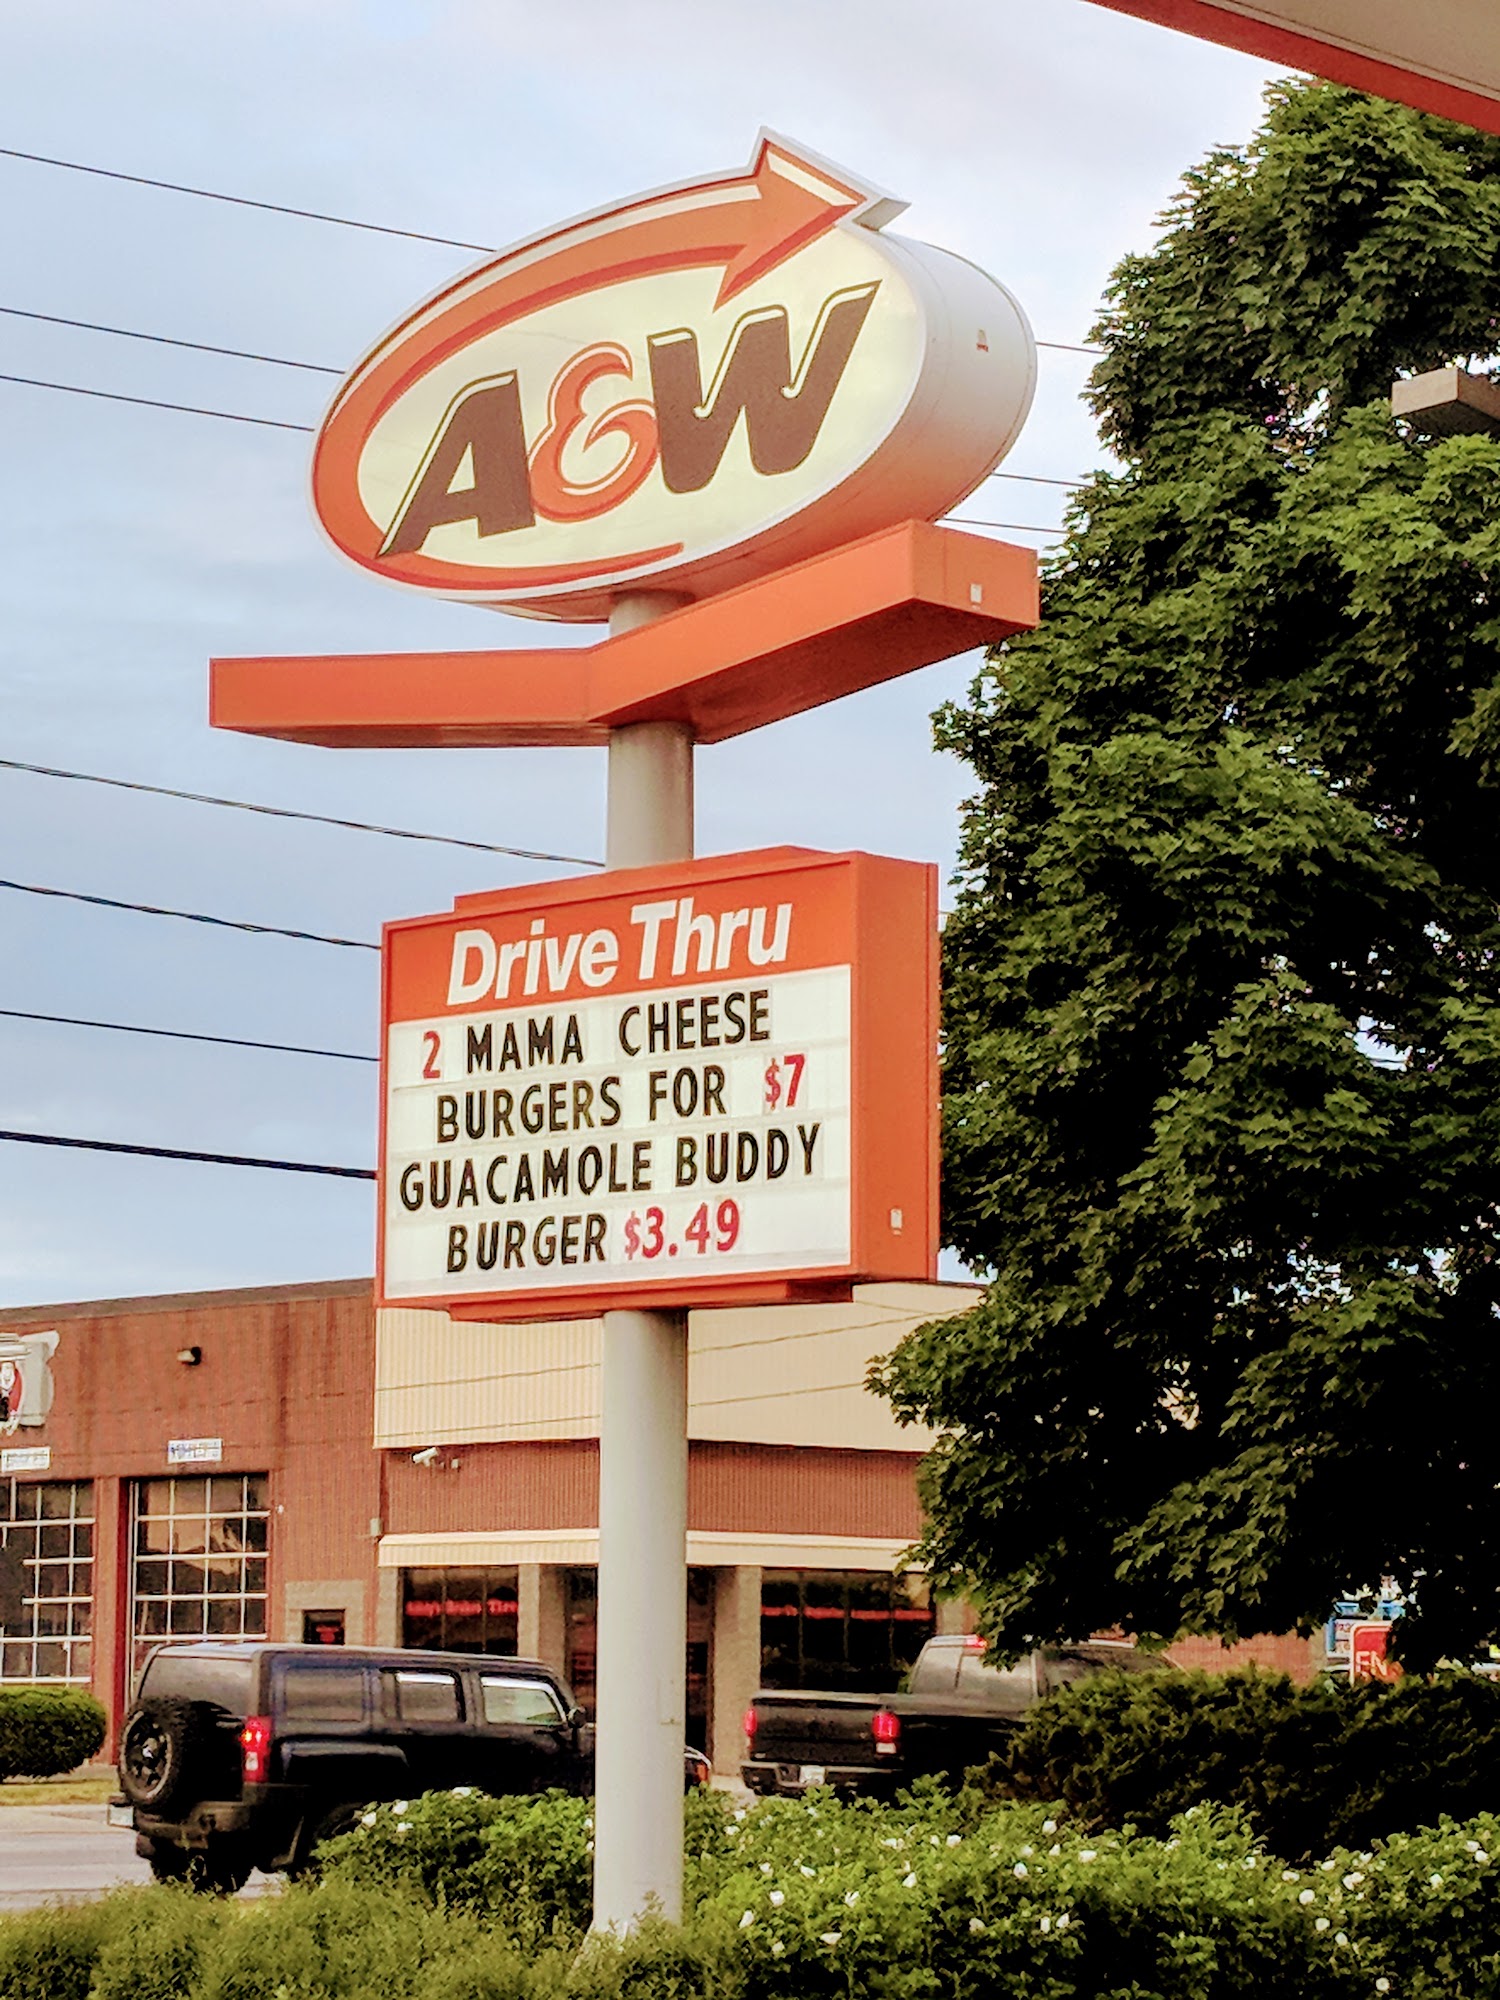 A&W
Drive Thru
2 MAMA CHEESE
BURGERS FOR $7
GUACAMOLE BUDDY
BURGER $3.49